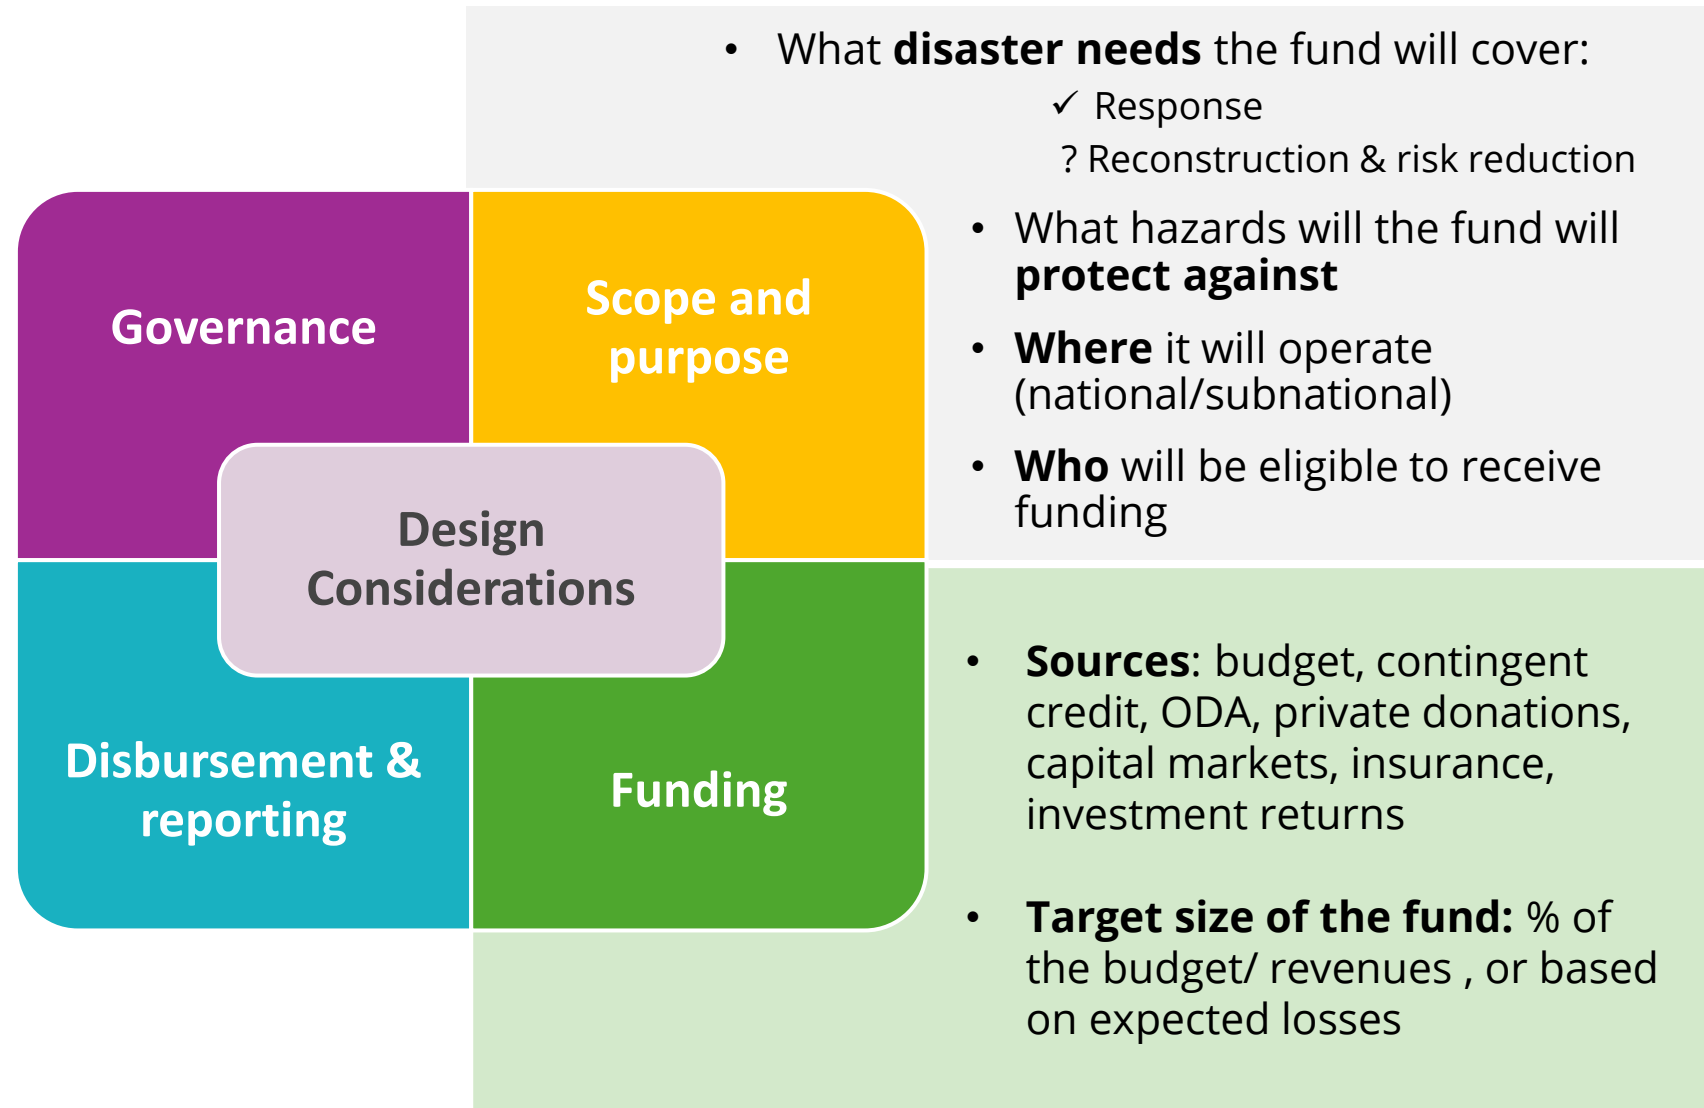 • What disaster needs the fund will cover:
✓ Response
? Reconstruction & risk reduction
• What hazards will the fund will
protect against
• Where it will operate
(national/subnational)
• Who will be eligible to receive
funding
Governance
Scope and
purpose
Design
Considerations
Disbursement &
reporting
Funding
• Sources: budget, contingent
credit, ODA, private donations,
capital markets, insurance,
investment returns
• Target size of the fund: % of
the budget/ revenues , or based
on expected losses